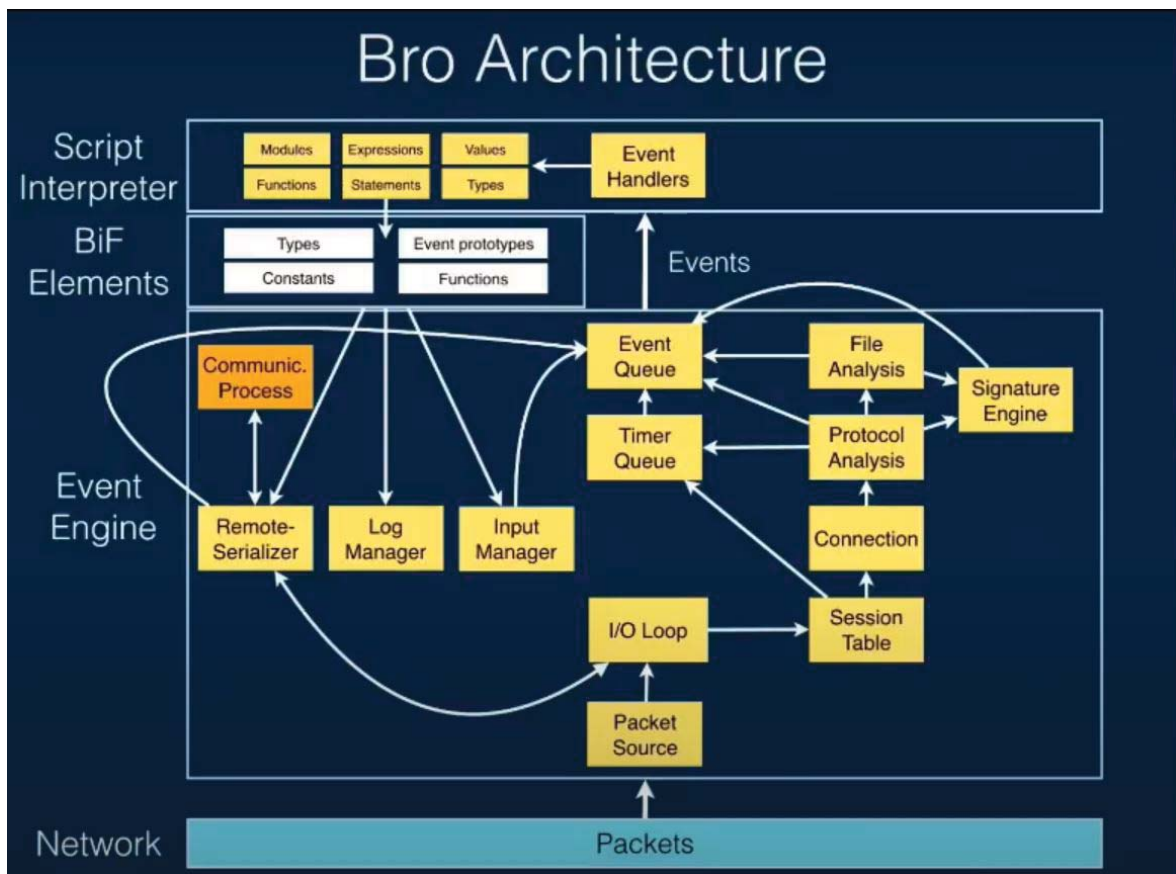 Bro Architecture
Script
Interpreter
Modules
Expressions
Values
Functions
Statements
Types
Event
Handlers
BiF
Elements
Types
Event prototypes
Constants
Functions
Events
Event
Engine
Communic.
Process
Event
Queue
File
Analysis
Signature
Engine
Timer
Queue
Protocol
Analysis
Remote-
Serializer
Log
Manager
Input
Manager
Connection
I/O Loop
Session
Table
Packet
Source
Network
Packets